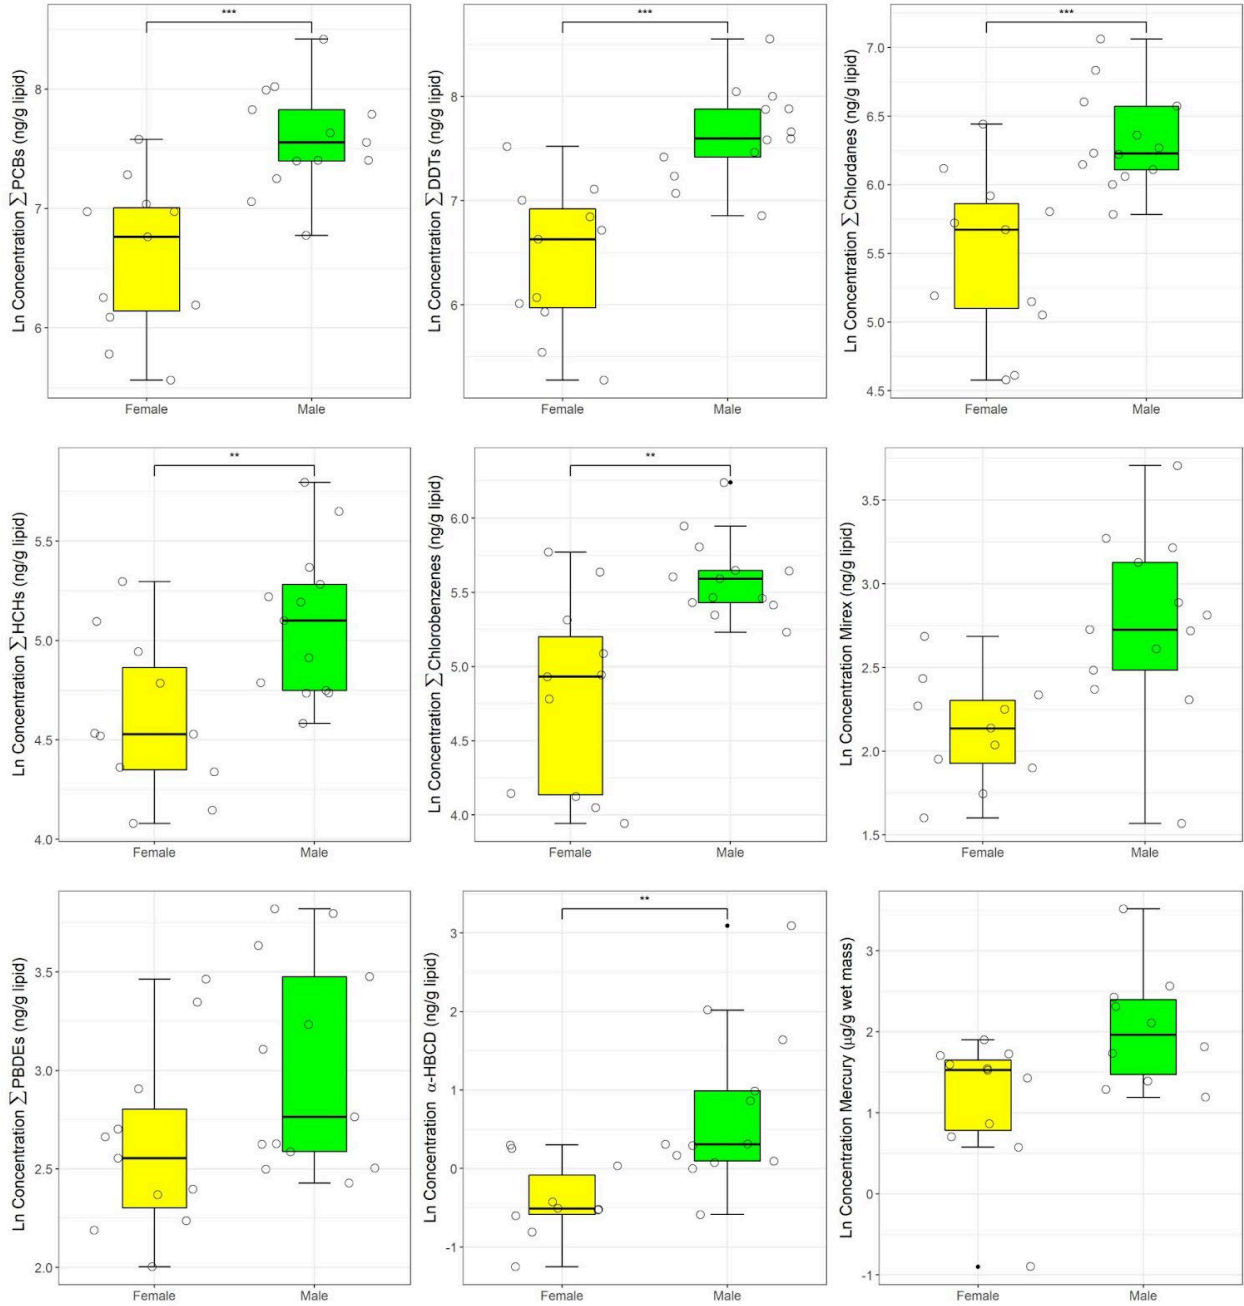 ***
Ln Concentration ∑PCBs (ng/g lipid)
8
7
6
Female
Male
***
Ln Concentration ∑DDTs (ng/g lipid)
8
7
6
Female
Male
***
Ln Concentration ∑Chlordanes (ng/g lipid)
7.0
6.5
6.0
5.5
5.0
4.5
Female
Male
**
Ln Concentration ∑HCHs (ng/g lipid)
5.5
5.0
4.5
4.0
Female
Male
**
Ln Concentration ∑Chlorobenzenes (ng/g lipid)
6.0
5.5
5.0
4.5
4.0
Female
Male
Ln Concentration Mirex (ng/g lipid)
3.5
3.0
2.5
2.0
1.5
Female
Male
Ln Concentration ∑PBDEs (ng/g lipid)
3.5
3.0
2.5
2.0
Female
Male
**
Ln Concentration α-HBCD (ng/g lipid)
3
2
1
0
-1
Female
Male
Ln Concentration Mercury (μg/g wet mass)
3
2
1
0
-1
Female
Male